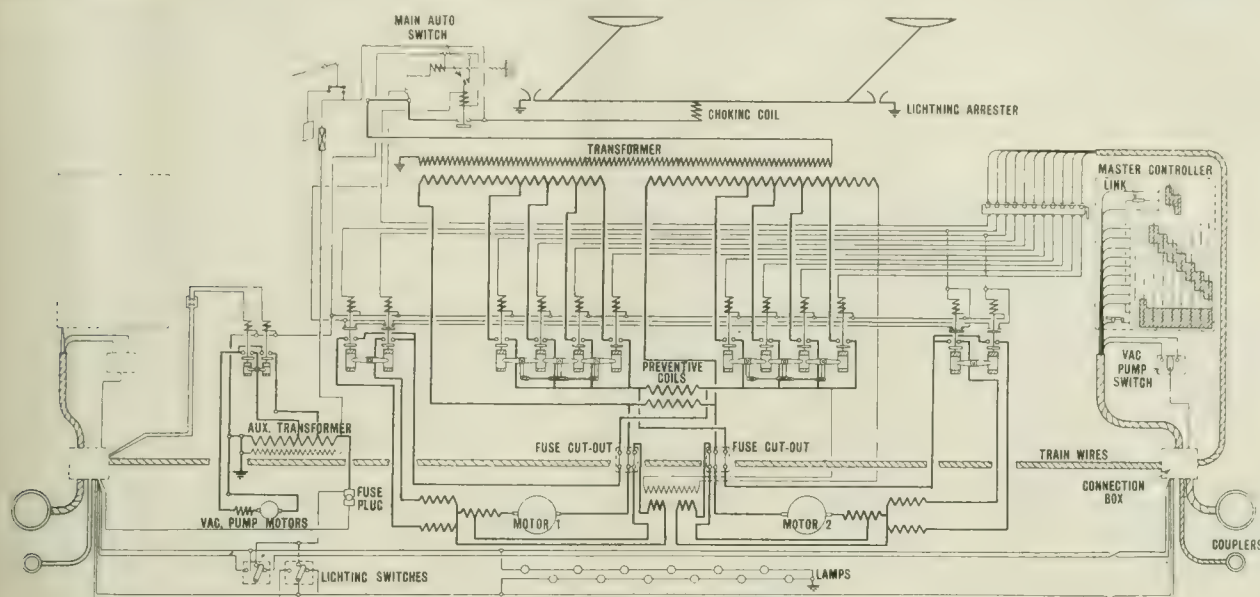 MAIN AUTO
SWITCH
LIGHTNING ARRESTER
CHOKING COIL
TRANSFORMER
MASTER CONTROLLER
LINK
PREVENTIVE
COILS
VAC
PUMP
SWITCH
AUX. TRANSFORMER
FUSE CUT-OUT
FUSE CUT-OUT
TRAIN WIRES
CONNECTION
BOX
FUSE
PLUG
VAC. PUMP MOTORS
MOTOR 1
MOTOR 2
COUPLERS
LIGHTING SWITCHES
LAMPS